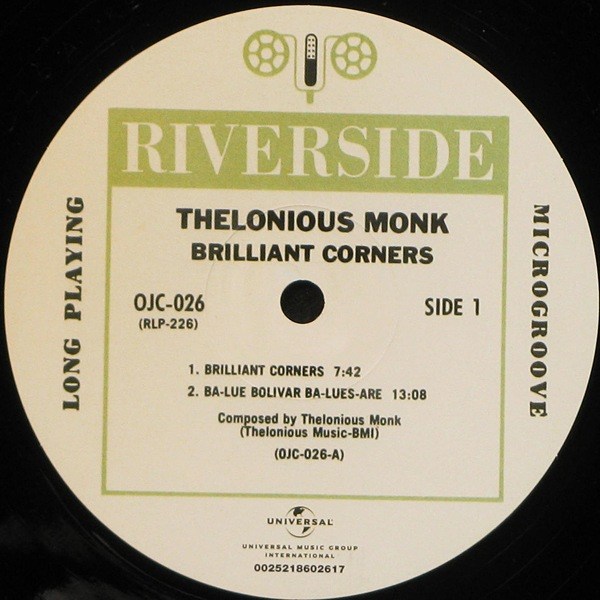 RIVERSIDE
LONG PLAYING
MICROGROOVE
THELONIOUS MONK
BRILLIANT CORNERS
OJC-026
(RLP-226)
SIDE 1
1. BRILLIANT CORNERS 7:42
2. BA-LUE BOLIVAR BA-LUES-ARE 13:08
Composed by Thelonious Monk
(Thelonious Music-BMI)
(OJC-026-A)
UNIVERSAL
UNIVERSAL MUSIC GROUP
INTERNATIONAL
0025218602617